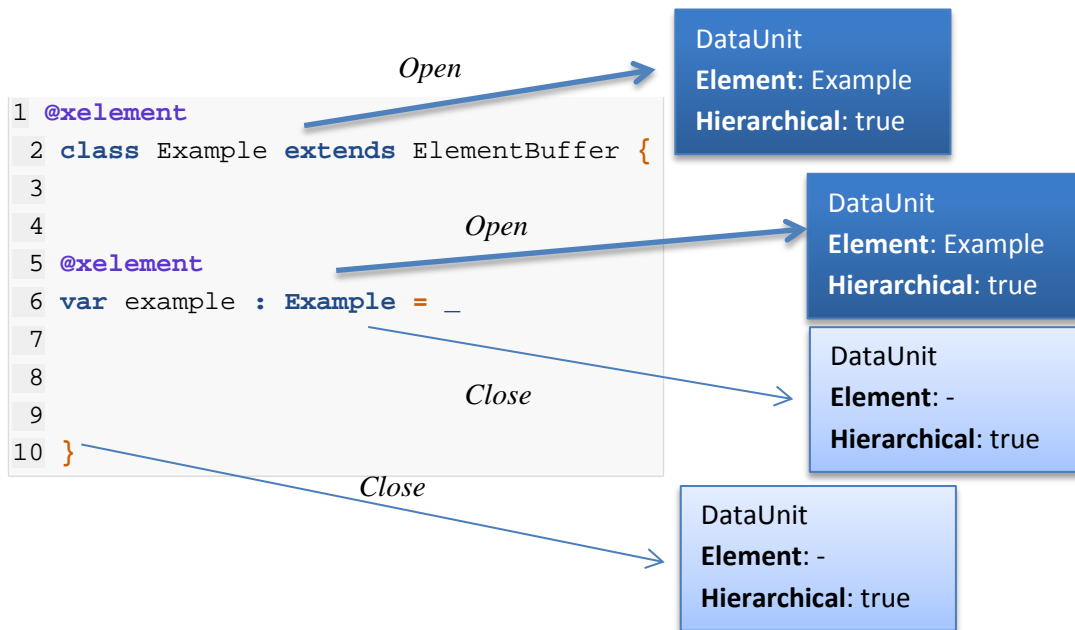 DataUnit
Element: Example
Hierarchical: true
Open
1 @xelement
2 class Example extends ElementBuffer {
3
4
5 @xelement
6 var example : Example = _
7
8
9
10 }
Open
DataUnit
Element: Example
Hierarchical: true
Close
DataUnit
Element: -
Hierarchical: true
Close
DataUnit
Element: -
Hierarchical: true